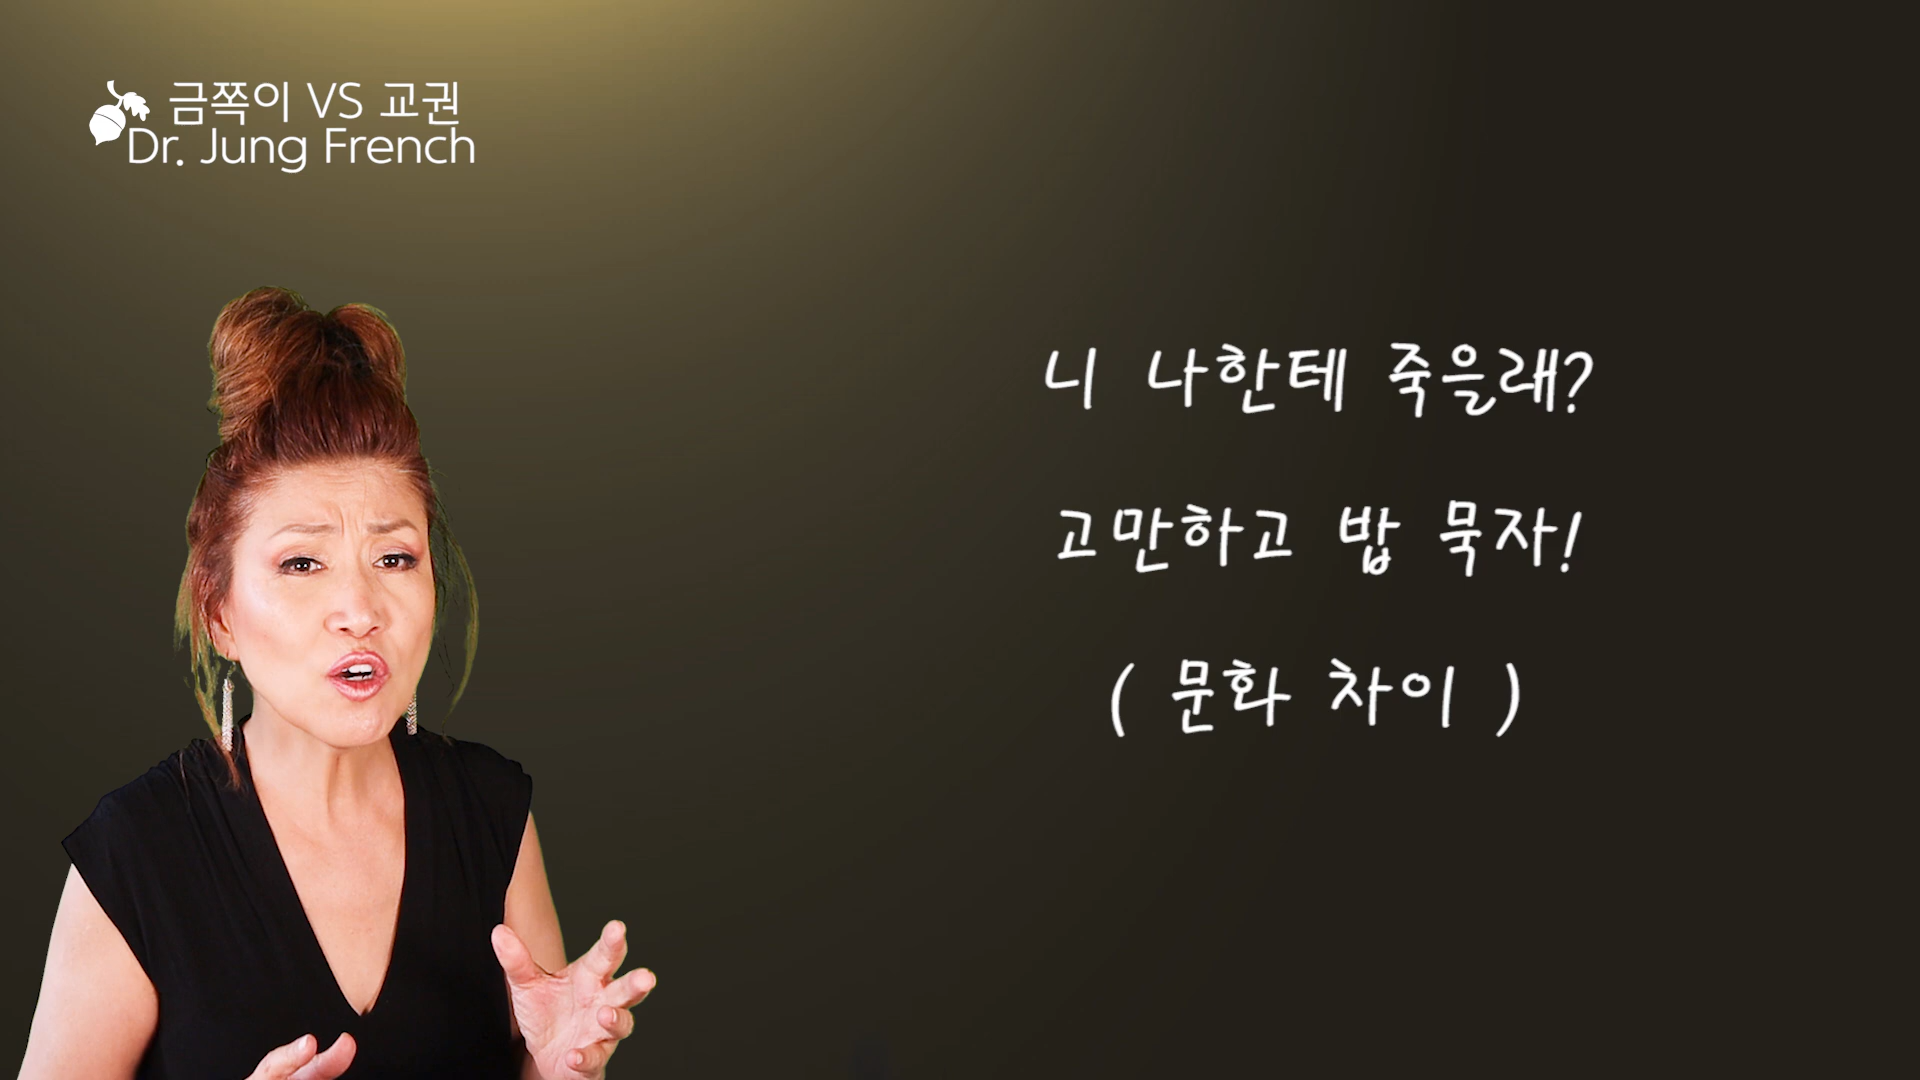 금쪽이 VS 교권
Dr. Jung French
니 나한테 죽을래?
고만하고 밥 묵자!
( 문화 차이 )